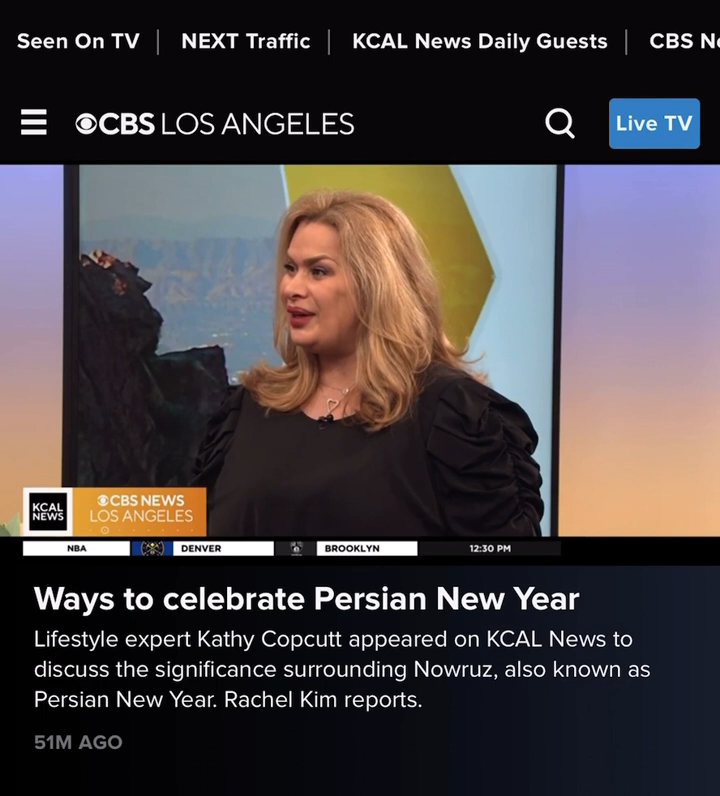 Seen On TV | NEXT Traffic | KCAL News Daily Guests | CBS Ne
CBS LOS ANGELES
Live TV
KCAL NEWS
CBS NEWS
LOS ANGELES
NBA DENVER BROOKLYN 12:30 PM
Ways to celebrate Persian New Year
Lifestyle expert Kathy Copcutt appeared on KCAL News to
discuss the significance surrounding Nowruz, also known as
Persian New Year. Rachel Kim reports.
51M AGO